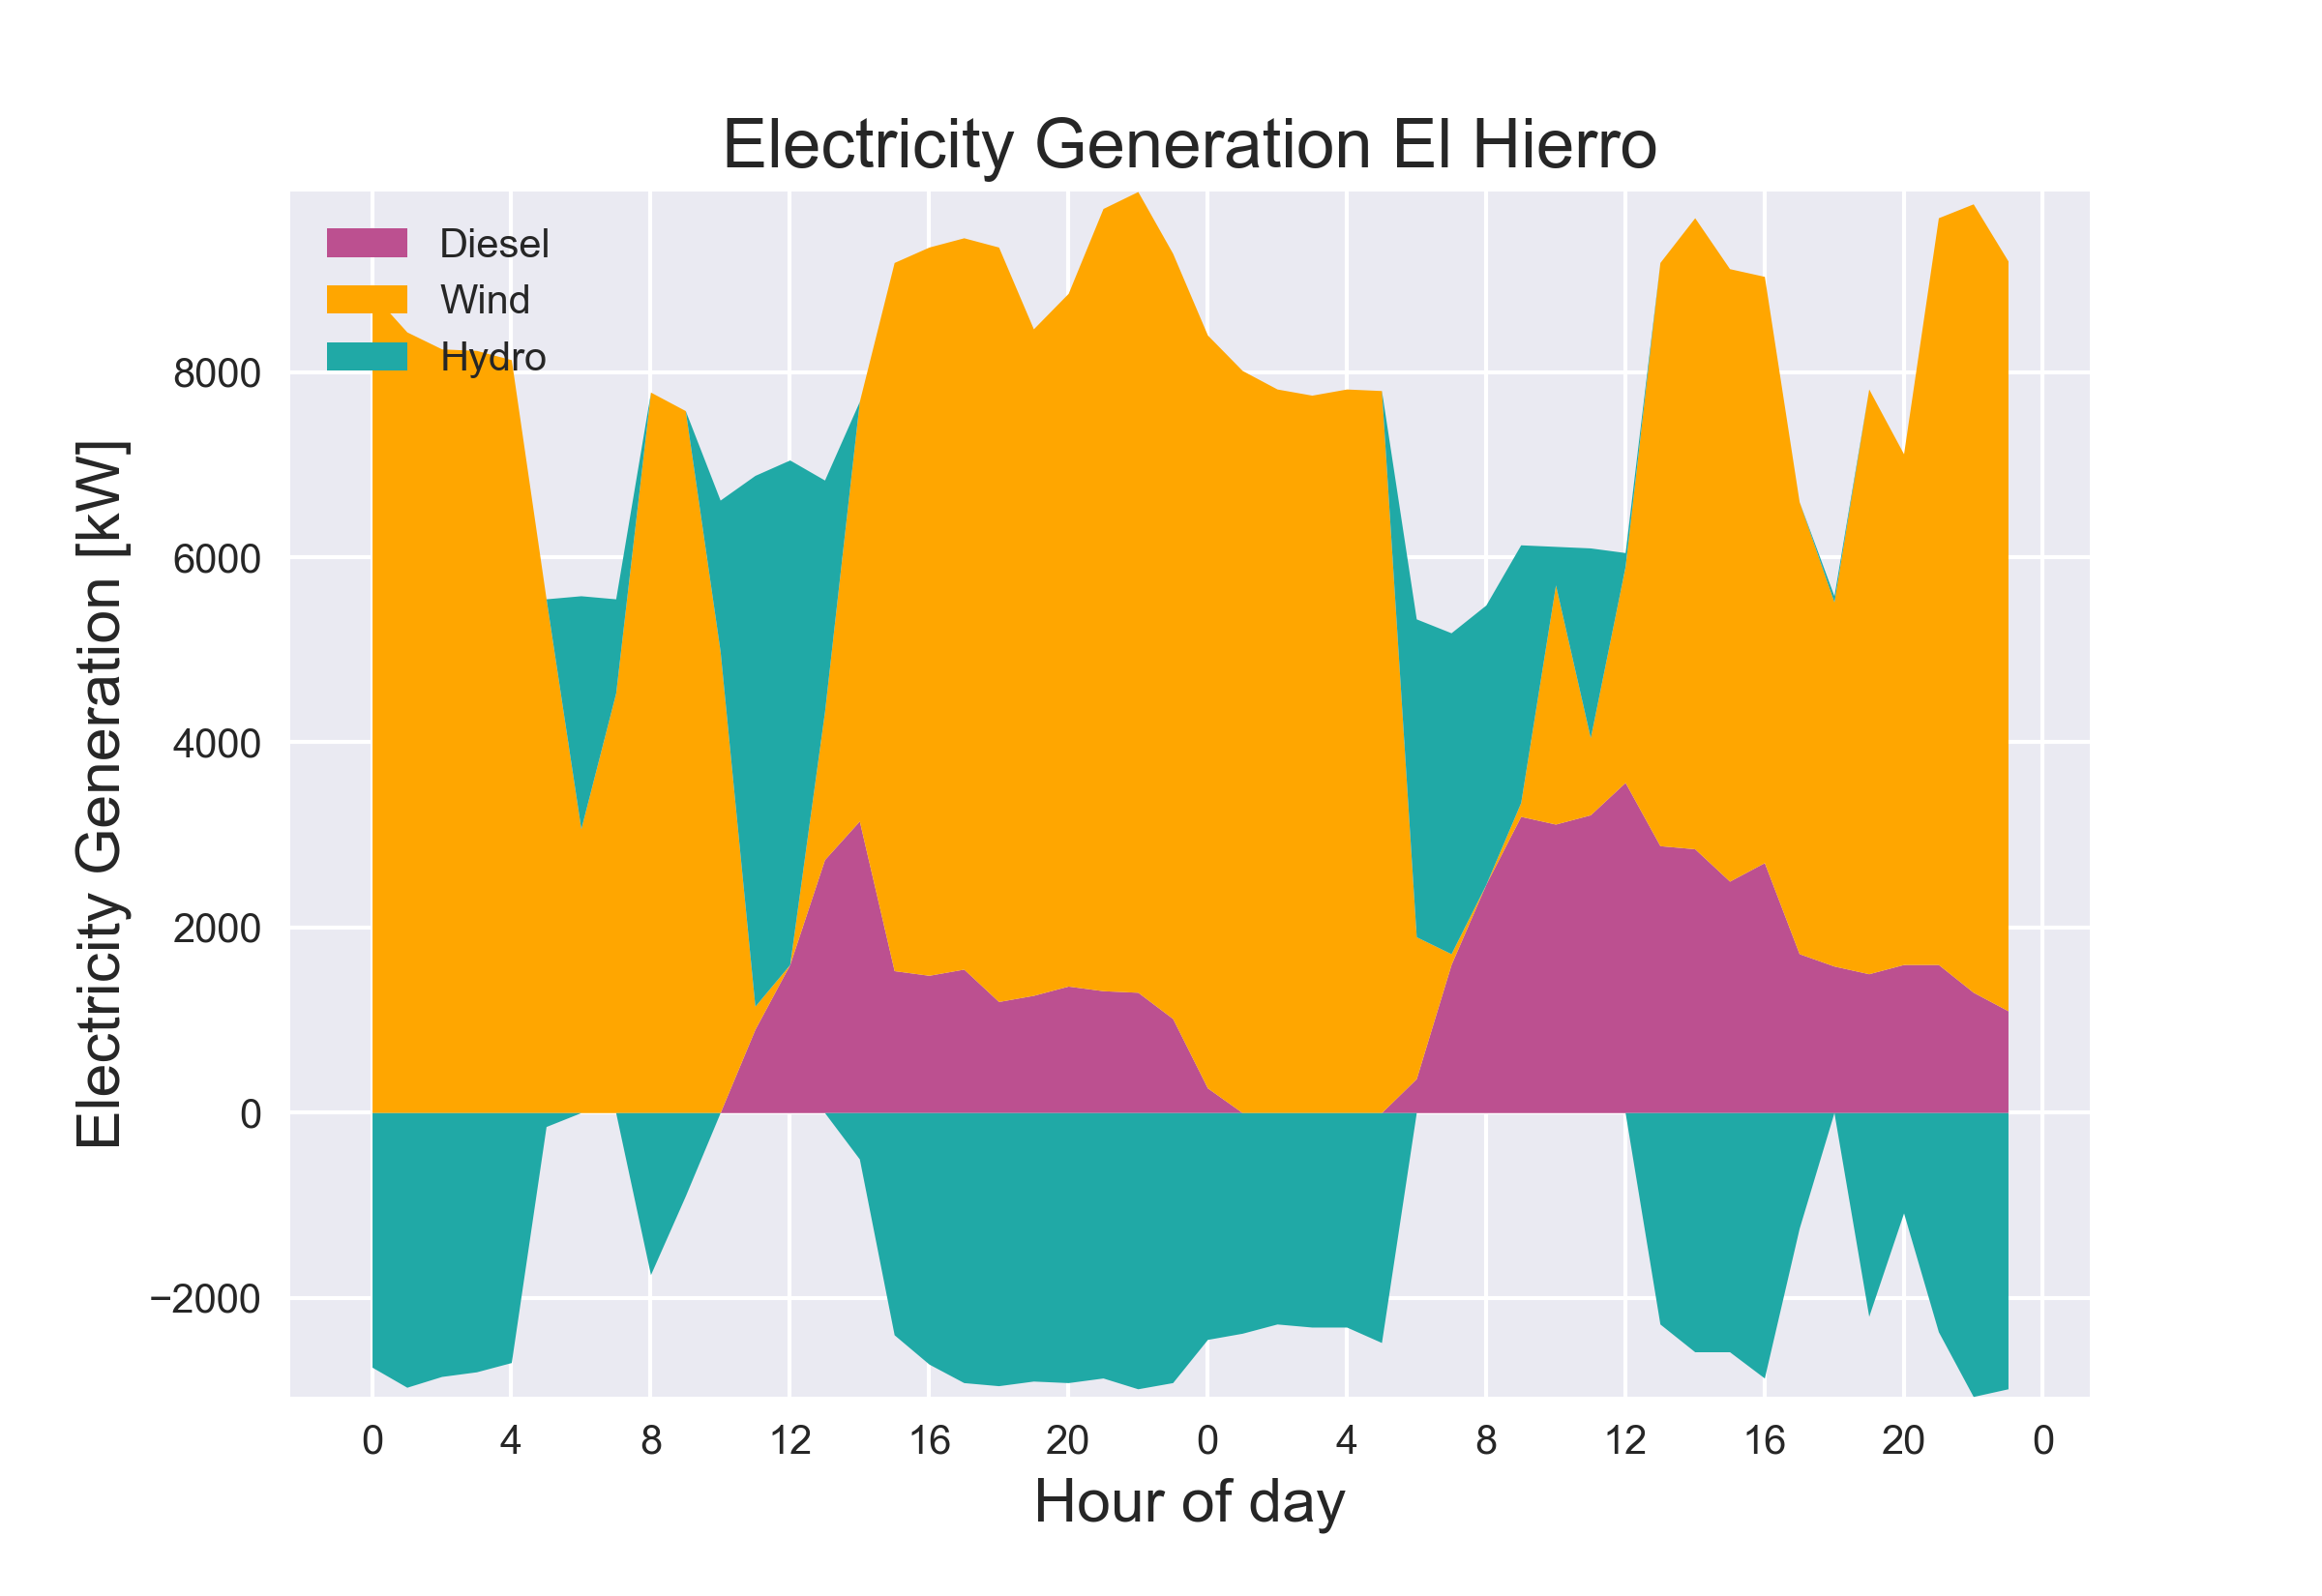 Electricity Generation El Hierro
Diesel
Wind
Hydro
Electricity Generation [kW]
8000
6000
4000
2000
0
−2000
0 4 8 12 16 20 0 4 8 12 16 20 0
Hour of day